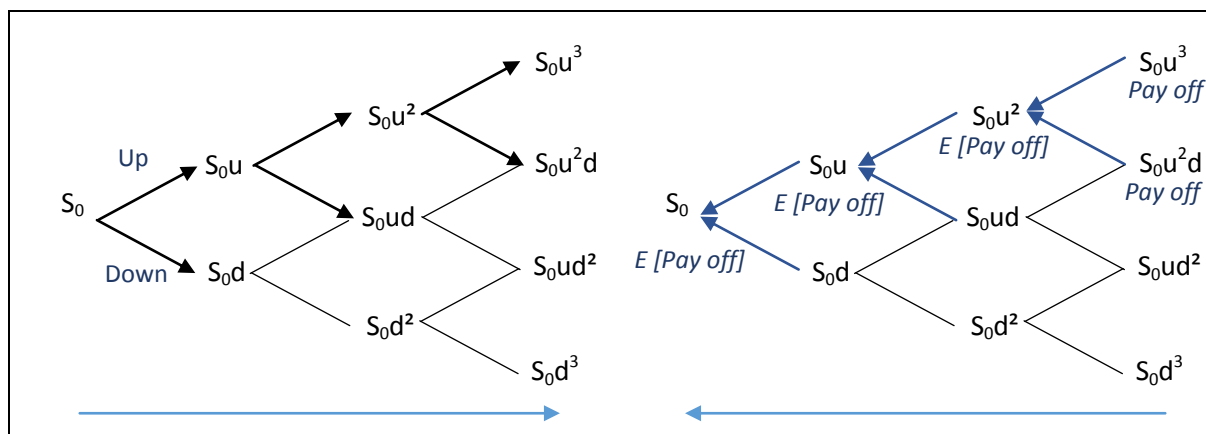 S₀u³
S₀u²
Up
S₀u
S₀u²d
S₀
S₀ud
Down
S₀d
S₀ud²
S₀d²
S₀d³
S₀u³
Pay off
S₀u²
E [Pay off]
S₀u
S₀u²d
Pay off
S₀
E [Pay off]
S₀ud
E [Pay off]
S₀d
S₀ud²
S₀d²
S₀d³